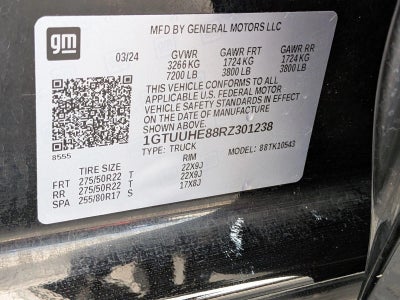 gm
MFD BY GENERAL MOTORS LLC
03/24 GVWR GAWR FRT GAWR RR
3266 KG 1724 KG 1724 KG
7200 LB 3800 LB 3800 LB
THIS VEHICLE CONFORMS TO ALL
APPLICABLE U.S. FEDERAL MOTOR
VEHICLE SAFETY STANDARDS IN EFFECT
ON THE DATE OF MANUFACTURE
SHOWN ABOVE.
1GTUUHE88RZ301238
8555 TYPE: TRUCK MODEL: 88TK10543
TIRE SIZE RIM
FRT 275/50R22 T 22X9J
RR 275/50R22 T 22X9J
SPA 255/80R17 S 17X8J